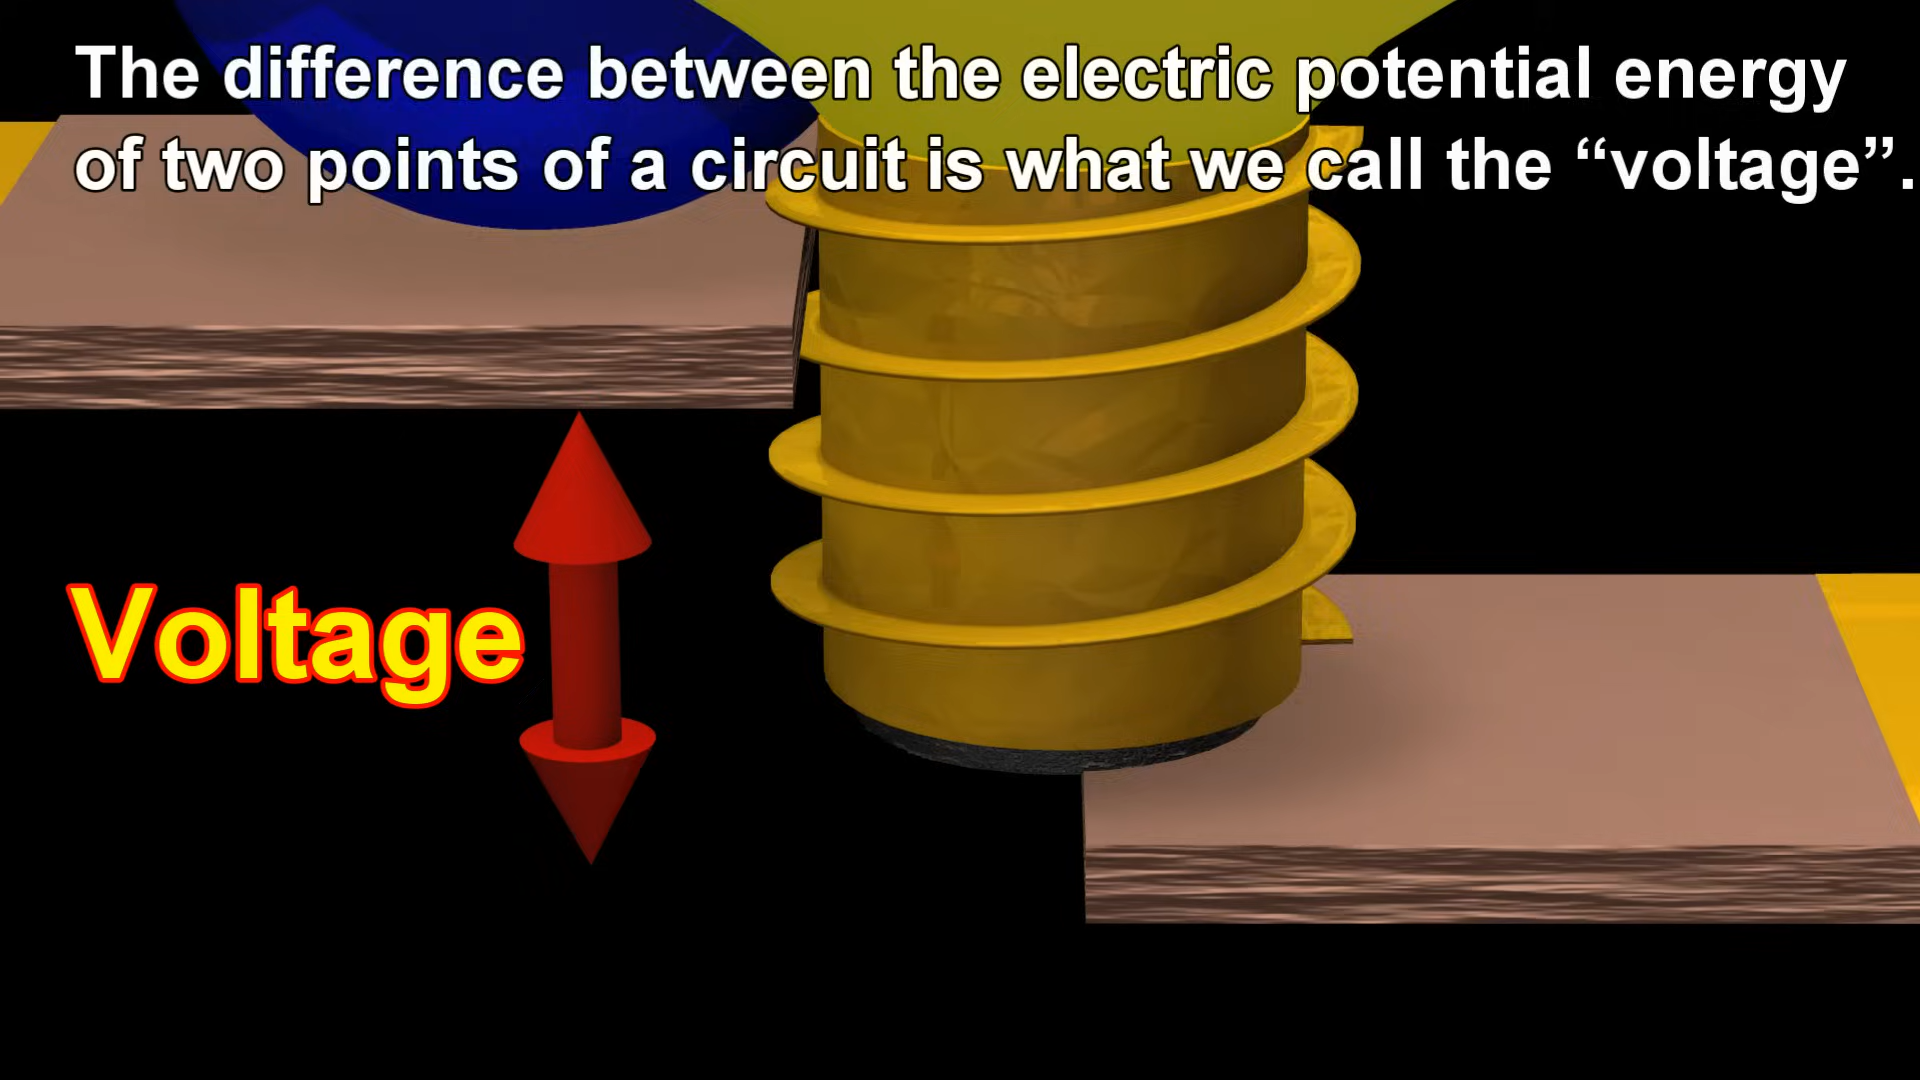 The difference between the electric potential energy
of two points of a circuit is what we call the “voltage”.
Voltage